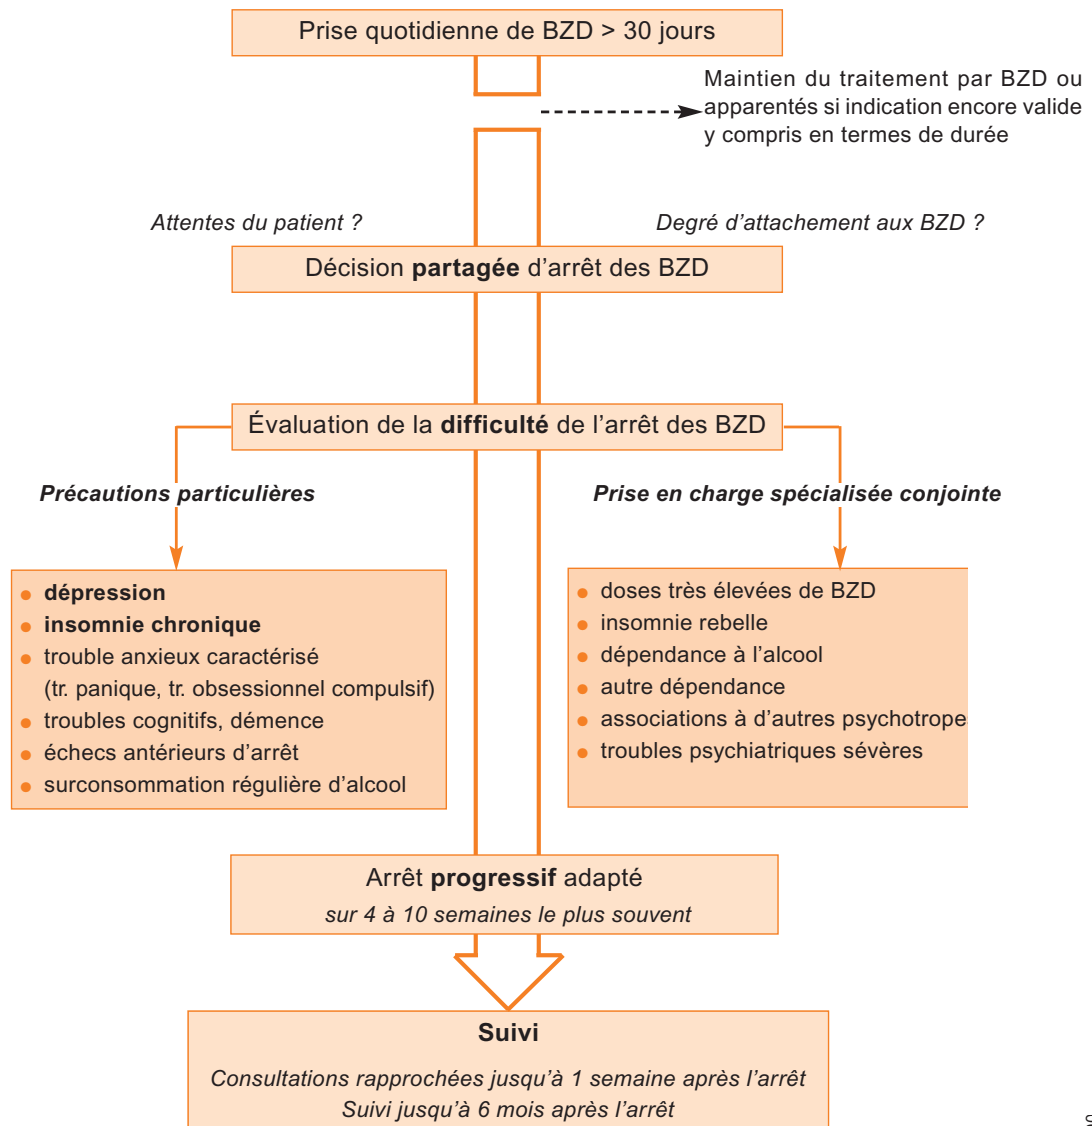 Prise quotidienne de BZD > 30 jours
Maintien du traitement par BZD ou
apparentés si indication encore valide
y compris en termes de durée
Attentes du patient ?
Degré d'attachement aux BZD ?
Décision partagée d'arrêt des BZD
Évaluation de la difficulté de l'arrêt des BZD
Précautions particulières
• dépression
• insomnie chronique
• trouble anxieux caractérisé
(tr. panique, tr. obsessionnel compulsif)
• troubles cognitifs, démence
• échecs antérieurs d'arrêt
• surconsommation régulière d'alcool
Prise en charge spécialisée conjointe
• doses très élevées de BZD
• insomnie rebelle
• dépendance à l'alcool
• autre dépendance
• associations à d'autres psychotrope
• troubles psychiatriques sévères
Arrêt progressif adapté
sur 4 à 10 semaines le plus souvent
Suivi
Consultations rapprochées jusqu'à 1 semaine après l'arrêt
Suivi jusqu'à 6 mois après l'arrêt